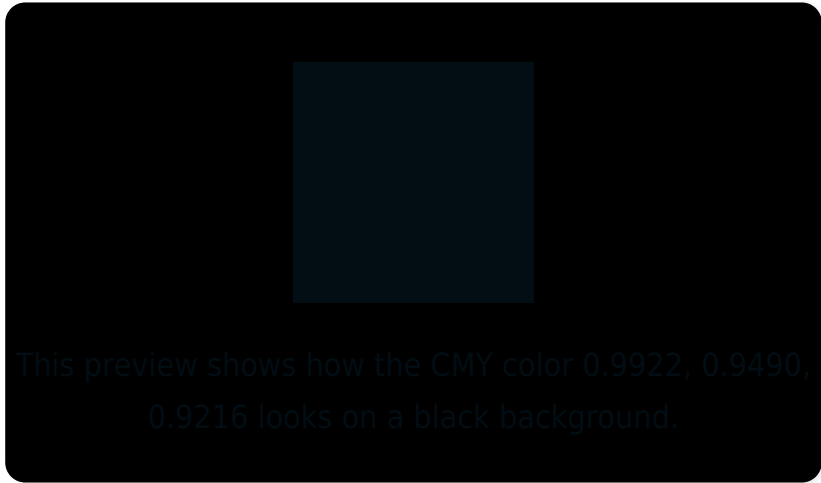 This preview shows how the CMY color 0.9922, 0.9490,
0.9216 looks on a black background.